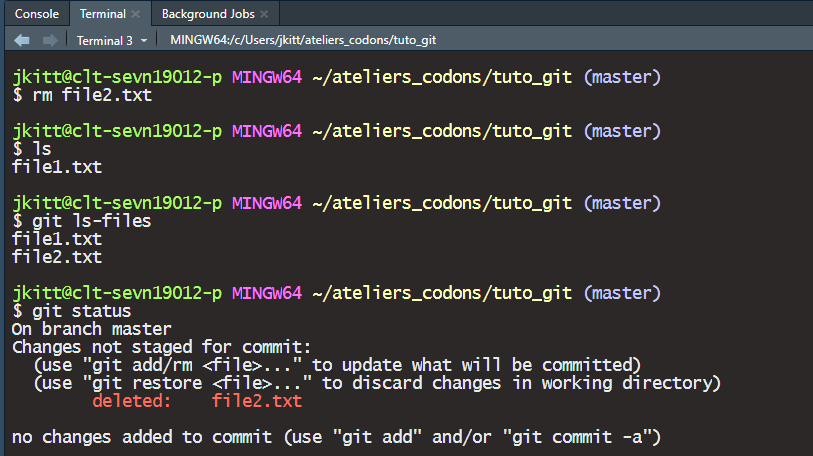 Console Terminal Background Jobs
Terminal 3 MINGW64:/c/Users/jkitt/ateliers_codons/tuto_git
jkitt@clt-sevn19012-p MINGW64 ~/ateliers_codons/tuto_git (master)
$ rm file2.txt
jkitt@clt-sevn19012-p MINGW64 ~/ateliers_codons/tuto_git (master)
$ ls
file1.txt
jkitt@clt-sevn19012-p MINGW64 ~/ateliers_codons/tuto_git (master)
$ git ls-files
file1.txt
file2.txt
jkitt@clt-sevn19012-p MINGW64 ~/ateliers_codons/tuto_git (master)
$ git status
On branch master
Changes not staged for commit:
  (use "git add/rm <file>..." to update what will be committed)
  (use "git restore <file>..." to discard changes in working directory)
        deleted:    file2.txt
no changes added to commit (use "git add" and/or "git commit -a")